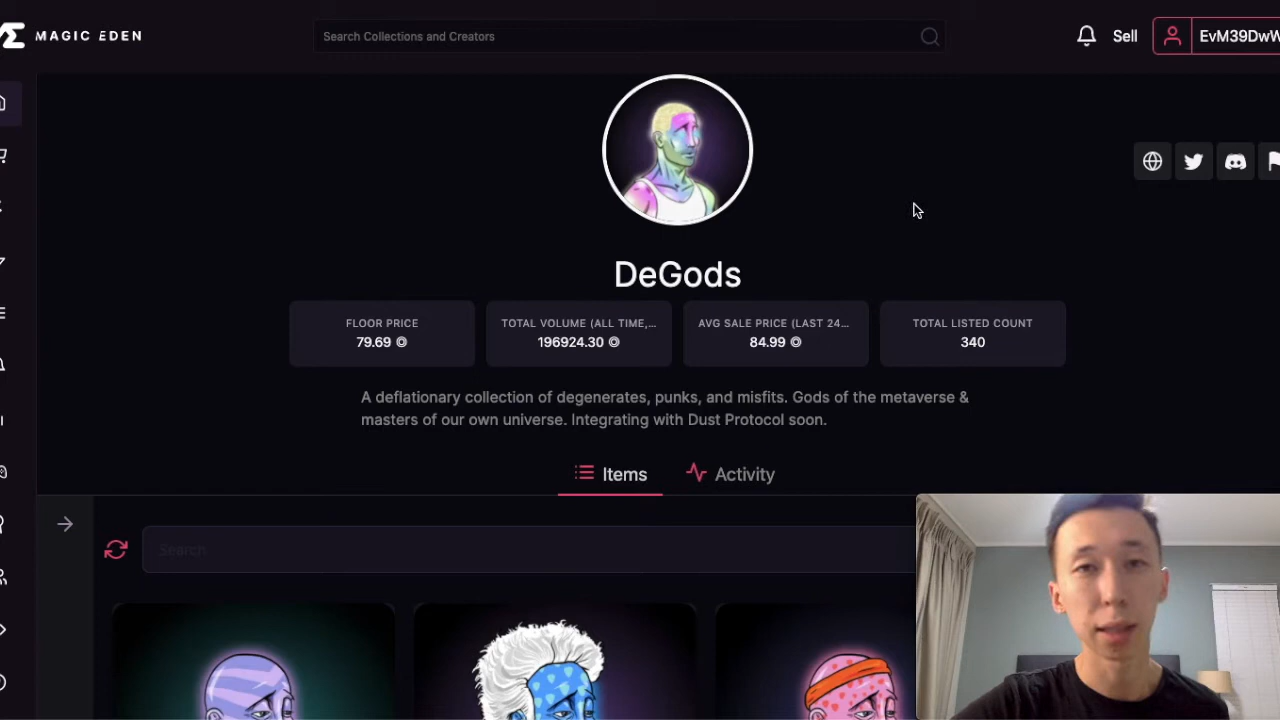 MAGIC EDEN
Search Collections and Creators
Sell
EvM39DwW
DeGods
FLOOR PRICE
79.69
TOTAL VOLUME (ALL TIME,...
196924.30
AVG SALE PRICE (LAST 24...
84.99
TOTAL LISTED COUNT
340
A deflationary collection of degenerates, punks, and misfits. Gods of the metaverse &
masters of our own universe. Integrating with Dust Protocol soon.
Items
Activity
Search